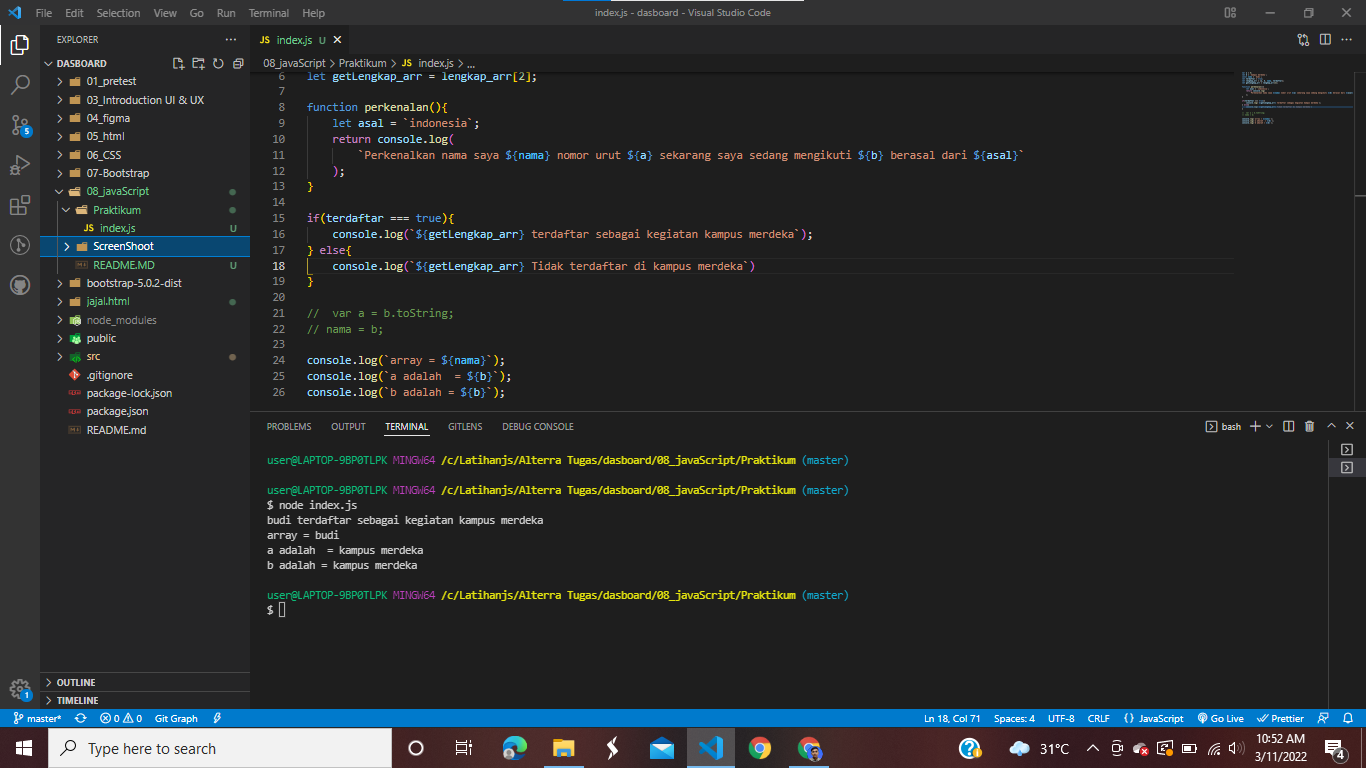 File Edit Selection View Go Run Terminal Help
index.js - dasboard - Visual Studio Code
EXPLORER
DASBOARD
01_pretest
03_Introduction UI & UX
04_figma
05_html
06_CSS
07-Bootstrap
08_javaScript
Praktikum
JS index.js U
ScreenShoot
README.MD U
bootstrap-5.0.2-dist
jajal.html
node_modules
public
src
.gitignore
package-lock.json
package.json
README.md
OUTLINE
TIMELINE
5
1
JS index.js U
08_javaScript > Praktikum > JS index.js > ...
6 let getLengkap_arr = lengkap_arr[2];
7
8 function perkenalan(){
9 let asal = `indonesia`;
10 return console.log(
11 `Perkenalkan nama saya ${nama} nomor urut ${a} sekarang saya sedang mengikuti ${b} berasal dari ${asal}`
12 );
13 }
14
15 if(terdaftar === true){
16 console.log(`${getLengkap_arr} terdaftar sebagai kegiatan kampus merdeka`);
17 } else{
18 console.log(`${getLengkap_arr} Tidak terdaftar di kampus merdeka`)
19 }
20
21 //  var a = b.toString;
22 // nama = b;
23
24 console.log(`array = ${nama}`);
25 console.log(`a adalah  = ${b}`);
26 console.log(`b adalah = ${b}`);
PROBLEMS OUTPUT TERMINAL GITLENS DEBUG CONSOLE
bash
user@LAPTOP-9BP0TLPK MINGW64 /c/Latihanjs/Alterra Tugas/dasboard/08_javaScript/Praktikum (master)
user@LAPTOP-9BP0TLPK MINGW64 /c/Latihanjs/Alterra Tugas/dasboard/08_javaScript/Praktikum (master)
$ node index.js
budi terdaftar sebagai kegiatan kampus merdeka
array = budi
a adalah  = kampus merdeka
b adalah = kampus merdeka
user@LAPTOP-9BP0TLPK MINGW64 /c/Latihanjs/Alterra Tugas/dasboard/08_javaScript/Praktikum (master)
$
master* 0 0 Git Graph Ln 18, Col 71 Spaces: 4 UTF-8 CRLF {} JavaScript Go Live Prettier
Type here to search
31°C
10:52 AM
3/11/2022
4